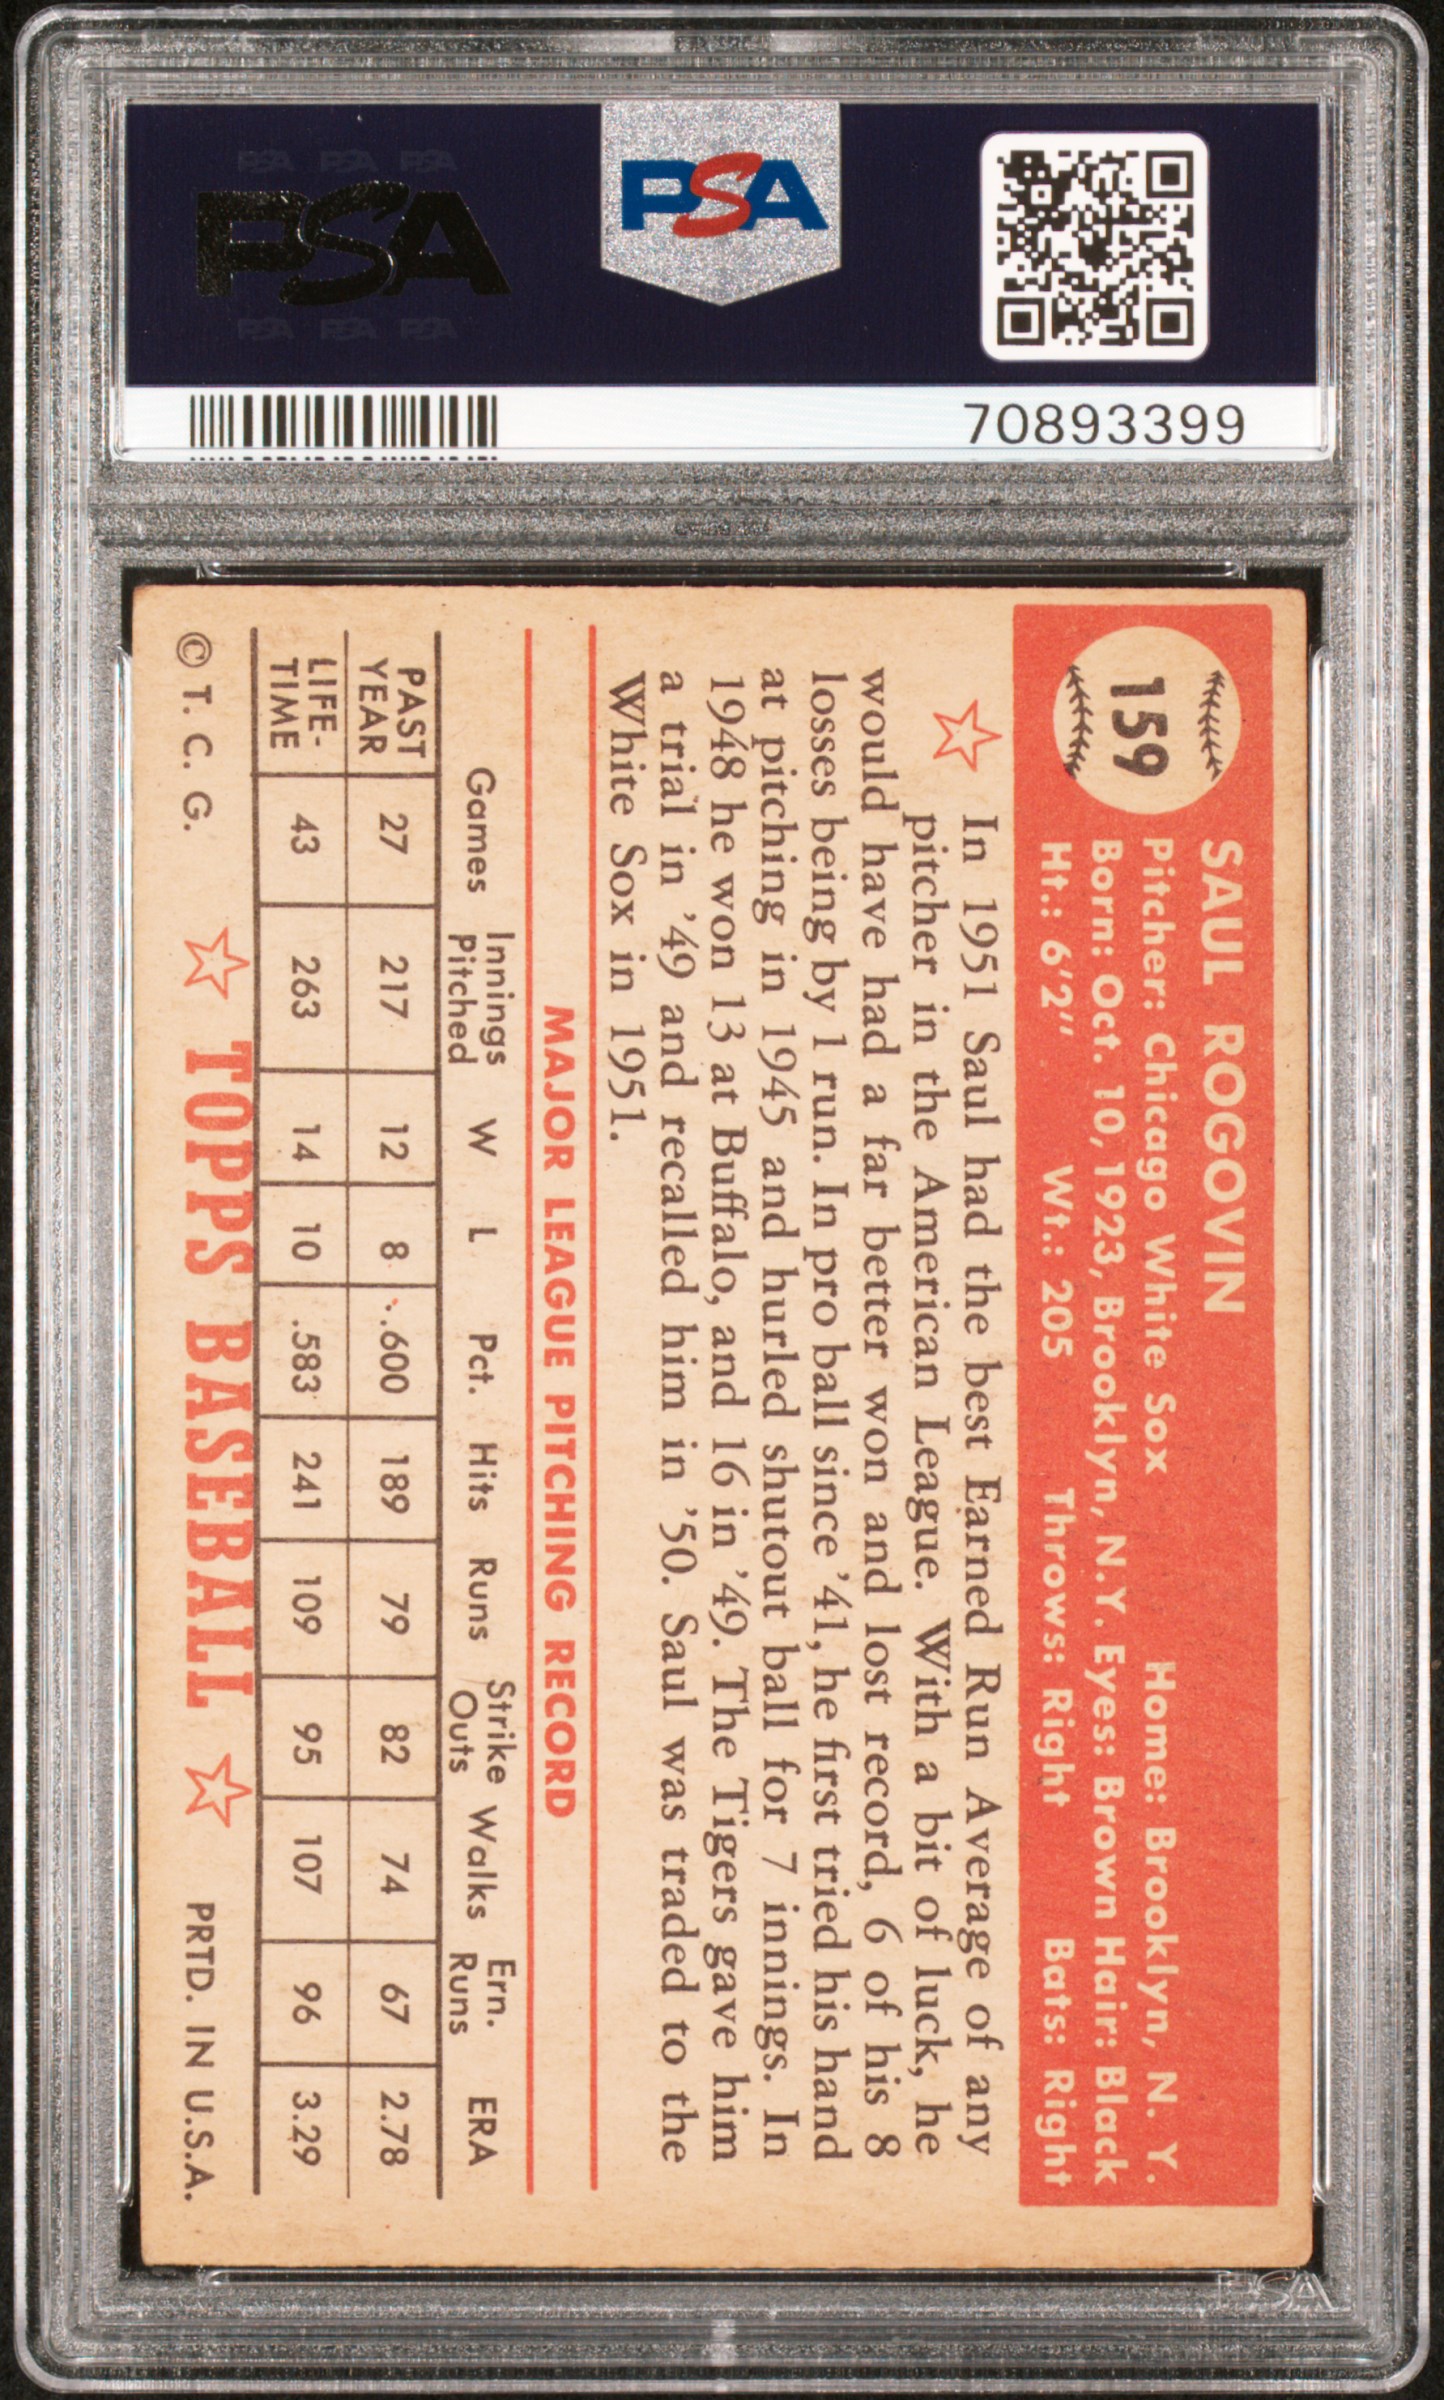 PSA PSA PSA
PSA
PSA PSA PSA
PSA
70893399
159
SAUL ROGOVIN
Pitcher: Chicago White Sox Home: Brooklyn, N. Y.
Born: Oct. 10, 1923, Brooklyn, N.Y. Eyes: Brown Hair: Black
Ht.: 6'2" Wt.: 205 Throws: Right Bats: Right
In 1951 Saul had the best Earned Run Average of any
pitcher in the American League. With a bit of luck, he
would have had a far better won and lost record, 6 of his 8
losses being by 1 run. In pro ball since '41, he first tried his hand
at pitching in 1945 and hurled shutout ball for 7 innings. In
1948 he won 13 at Buffalo, and 16 in '49. The Tigers gave him
a trial in '49 and recalled him in '50. Saul was traded to the
White Sox in 1951.
MAJOR LEAGUE PITCHING RECORD
Games Innings Pitched W L Pct. Hits Runs Strike Outs Walks Ern. Runs ERA
PAST YEAR 27 217 12 8 .600 189 79 82 74 67 2.78
LIFE-TIME 43 263 14 10 .583 241 109 95 107 96 3.29
© T. C. G. TOPPS BASEBALL PRTD. IN U.S.A.
PSA